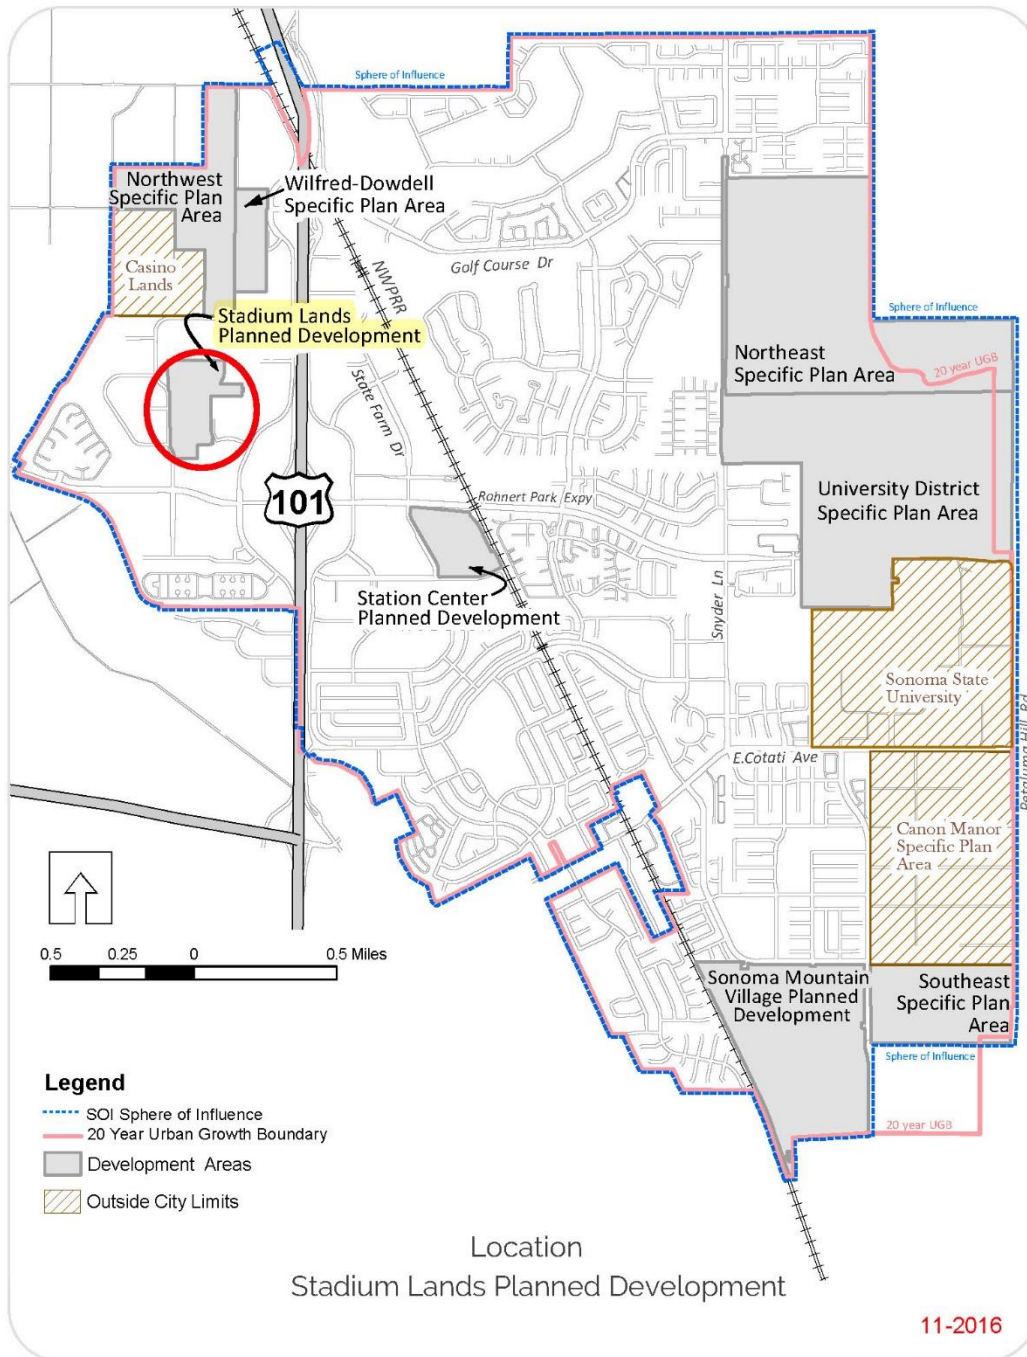 Sphere of Influence
Northwest
Specific Plan
Area
Wilfred-Dowdell
Specific Plan Area
Casino
Lands
NWPRR
Golf Course Dr
Stadium Lands
Planned Development
Sphere of Influence
20 year UGB
Northeast
Specific Plan Area
State Farm Dr
101
Rohnert Park Expy
University District
Specific Plan Area
Station Center
Planned Development
Snyder Ln
Sonoma State
University
Petaluma Hill Rd
E.Cotati Ave
Canon Manor
Specific Plan
Area
0.5 0.25 0 0.5 Miles
Sonoma Mountain
Village Planned
Development
Southeast
Specific Plan
Area
Sphere of Influence
20 year UGB
Legend
SOI Sphere of Influence
20 Year Urban Growth Boundary
Development Areas
Outside City Limits
Location
Stadium Lands Planned Development
11-2016